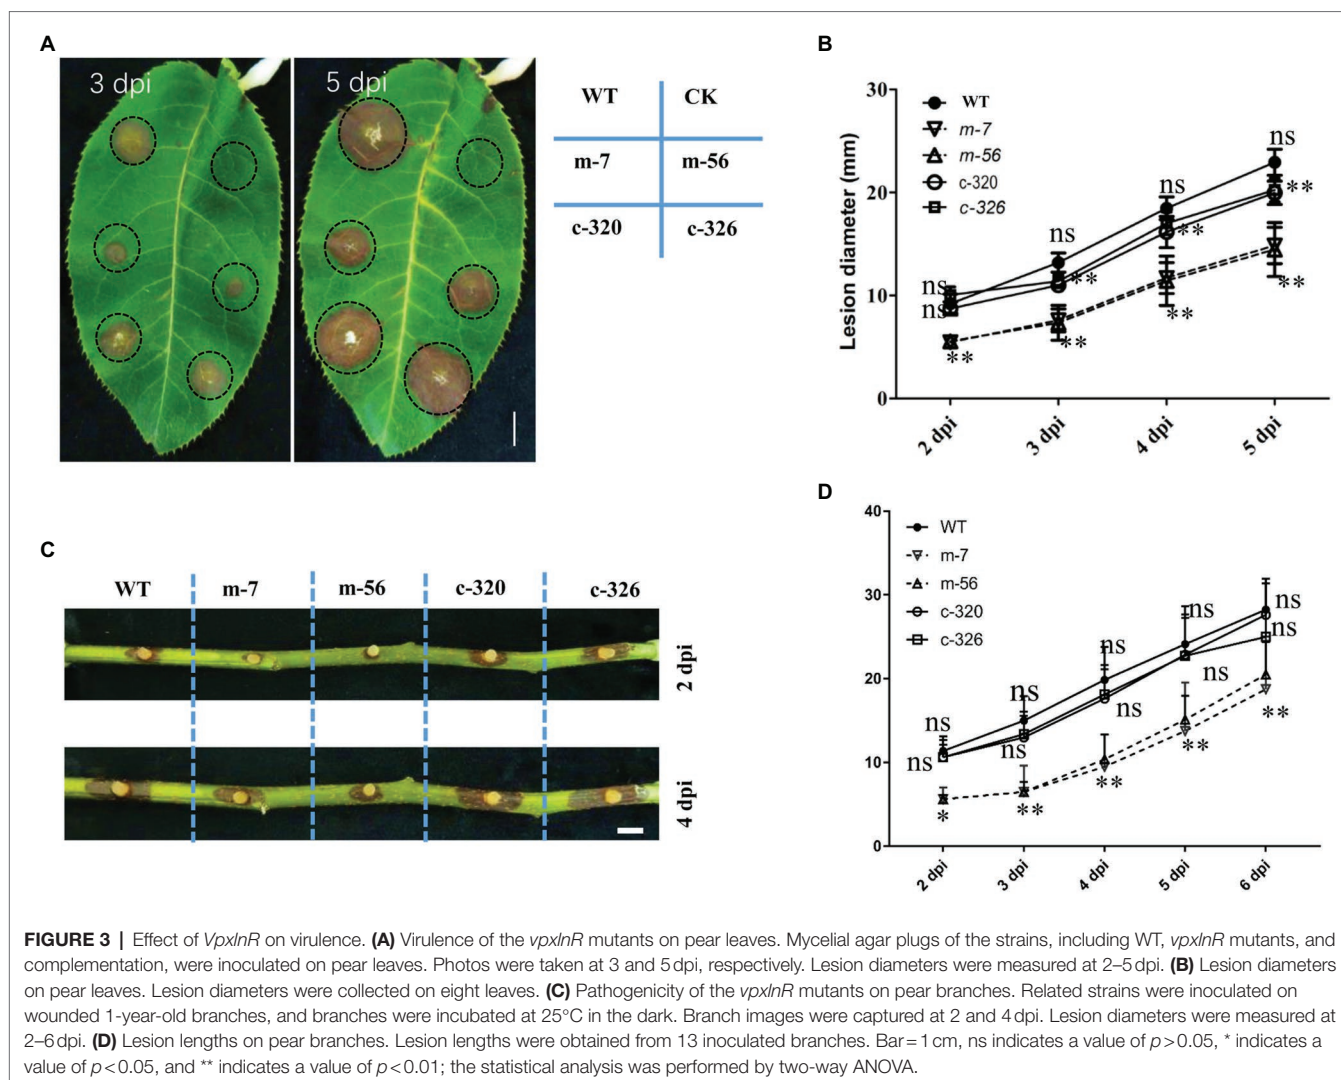 A
3 dpi
5 dpi
WT CK
m-7 m-56
c-320 c-326
B
30
20
10
0
Lesion diameter (mm)
WT
m-7
m-56
c-320
c-326
ns
ns
**
ns
**
**
ns
**
**
ns
**
**
2 dpi
3 dpi
4 dpi
5 dpi
C
WT m-7 m-56 c-320 c-326
2 dpi
4 dpi
D
40
30
20
10
0
WT
m-7
m-56
c-320
c-326
ns
ns
*
ns
ns
**
ns
ns
**
ns
ns
**
ns
ns
**
2 dpi
3 dpi
4 dpi
5 dpi
6 dpi
FIGURE 3 | Effect of VpxlnR on virulence. (A) Virulence of the vpxlnR mutants on pear leaves. Mycelial agar plugs of the strains, including WT, vpxlnR mutants, and
complementation, were inoculated on pear leaves. Photos were taken at 3 and 5 dpi, respectively. Lesion diameters were measured at 2–5 dpi. (B) Lesion diameters
on pear leaves. Lesion diameters were collected on eight leaves. (C) Pathogenicity of the vpxlnR mutants on pear branches. Related strains were inoculated on
wounded 1-year-old branches, and branches were incubated at 25°C in the dark. Branch images were captured at 2 and 4 dpi. Lesion diameters were measured at
2–6 dpi. (D) Lesion lengths on pear branches. Lesion lengths were obtained from 13 inoculated branches. Bar = 1 cm, ns indicates a value of p > 0.05, * indicates a
value of p < 0.05, and ** indicates a value of p < 0.01; the statistical analysis was performed by two-way ANOVA.